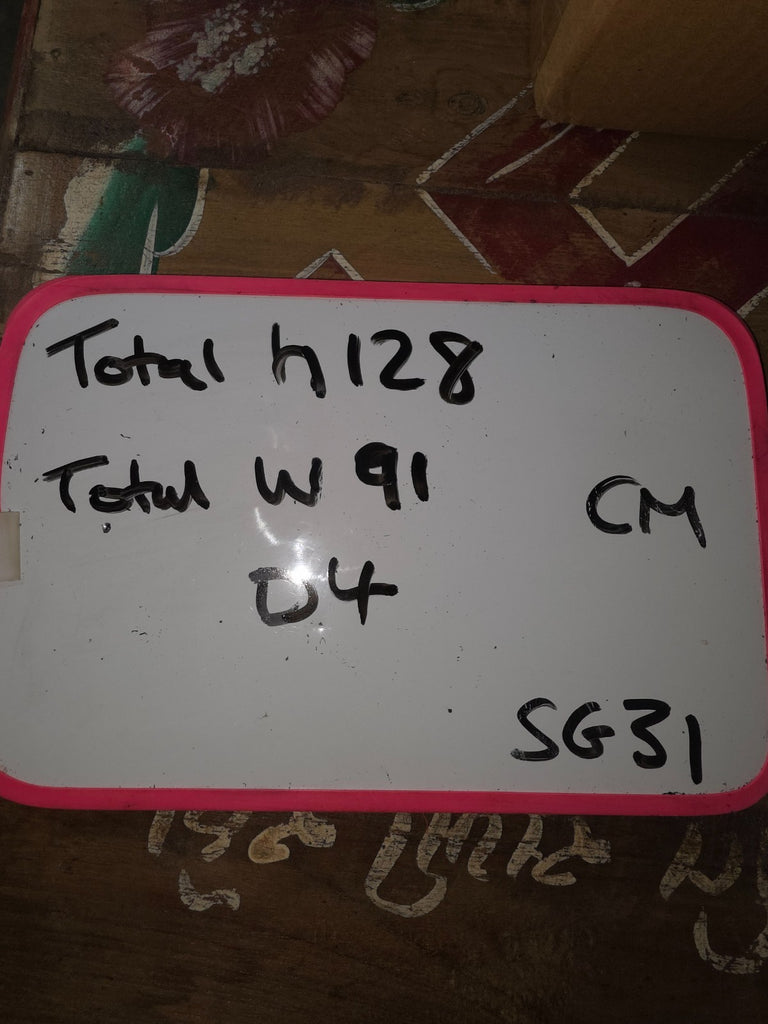 Total h 128
Total W 91
CM
D4
SG31